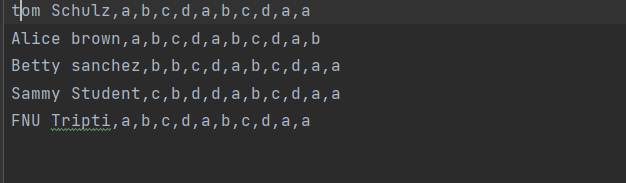 tom Schulz,a,b,c,d,a,b,c,d,a,a
Alice brown,a,b,c,d,a,b,c,d,a,b
Betty sanchez,b,b,c,d,a,b,c,d,a,a
Sammy Student,c,b,d,d,a,b,c,d,a,a
FNU Tripti,a,b,c,d,a,b,c,d,a,a